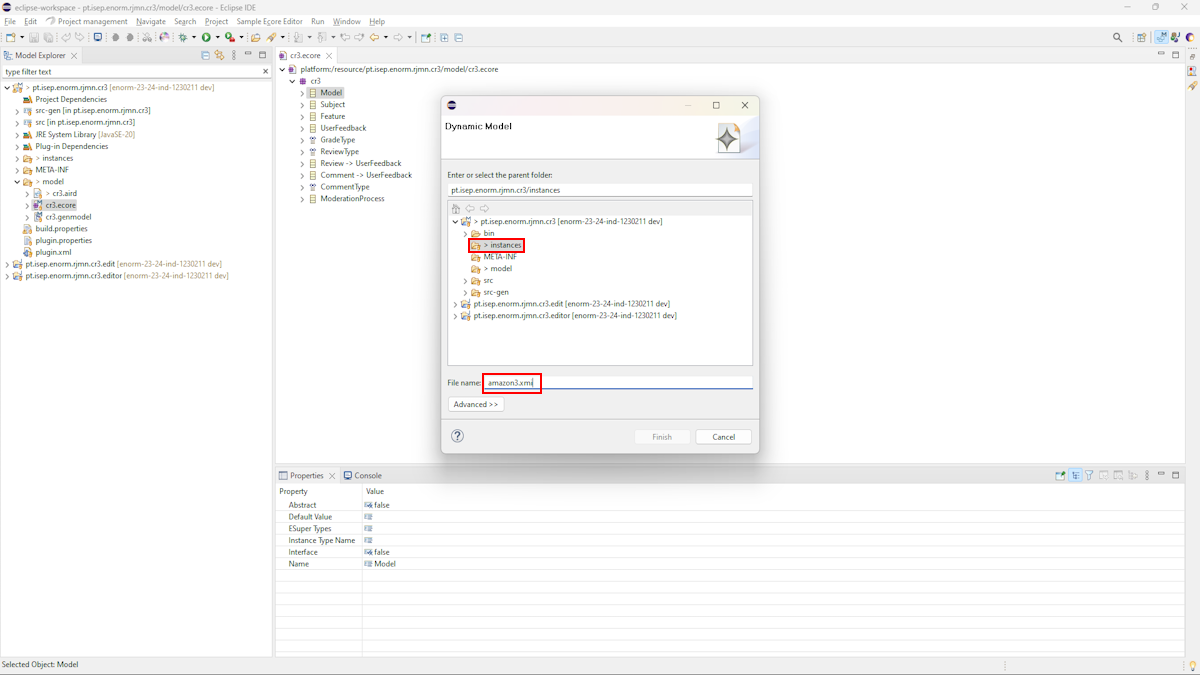 eclipse-workspace - pt.isep.enorm.rjmn.cr3/model/cr3.ecore - Eclipse IDE
File Edit Project management Navigate Search Project Sample Ecore Editor Run Window Help
Model Explorer
type filter text
> pt.isep.enorm.rjmn.cr3 [enorm-23-24-ind-1230211 dev]
Project Dependencies
src-gen [in pt.isep.enorm.rjmn.cr3]
src [in pt.isep.enorm.rjmn.cr3]
JRE System Library [JavaSE-20]
Plug-in Dependencies
> instances
META-INF
> model
> cr3.aird
cr3.ecore
cr3.genmodel
build.properties
plugin.properties
plugin.xml
pt.isep.enorm.rjmn.cr3.edit [enorm-23-24-ind-1230211 dev]
pt.isep.enorm.rjmn.cr3.editor [enorm-23-24-ind-1230211 dev]
cr3.ecore
platform:/resource/pt.isep.enorm.rjmn.cr3/model/cr3.ecore
cr3
Model
Subject
Feature
UserFeedback
GradeType
ReviewType
Review -> UserFeedback
Comment -> UserFeedback
CommentType
ModerationProcess
Dynamic Model
Enter or select the parent folder:
pt.isep.enorm.rjmn.cr3/instances
> pt.isep.enorm.rjmn.cr3 [enorm-23-24-ind-1230211 dev]
bin
> instances
META-INF
> model
src
src-gen
pt.isep.enorm.rjmn.cr3.edit [enorm-23-24-ind-1230211 dev]
pt.isep.enorm.rjmn.cr3.editor [enorm-23-24-ind-1230211 dev]
File name: amazon3.xmi
Advanced >>
Finish Cancel
Properties Console
Property Value
Abstract false
Default Value
ESuper Types
Instance Type Name
Interface false
Name Model
Selected Object: Model